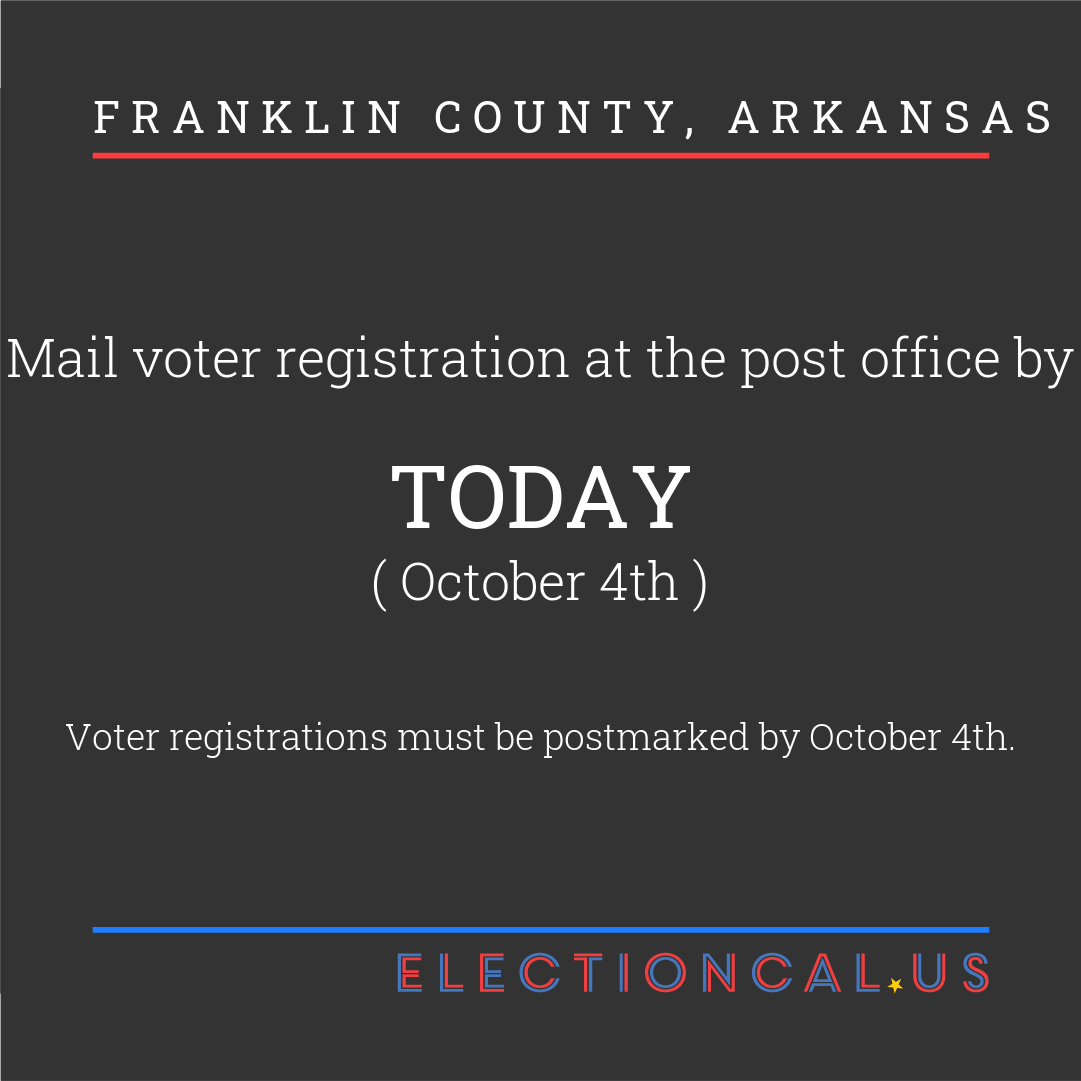 FRANKLIN COUNTY, ARKANSAS
Mail voter registration at the post office by
TODAY
( October 4th )
Voter registrations must be postmarked by October 4th.
ELECTIONCAL.US